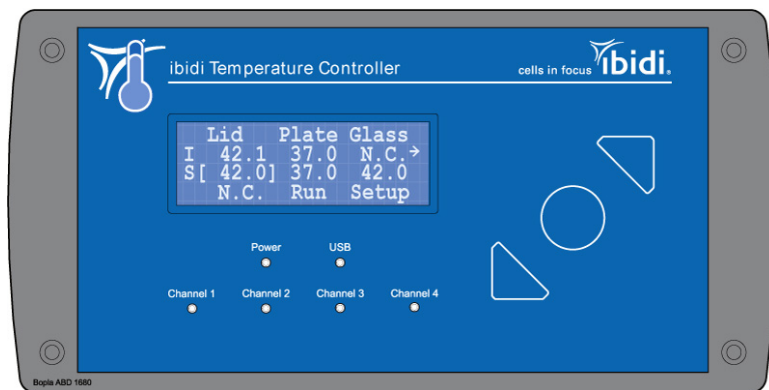 ibidi Temperature Controller
cells in focus ibidi®
Lid Plate Glass
I 42.1 37.0 N.C.→
S[ 42.0] 37.0 42.0
N.C. Run Setup
Power USB
Channel 1 Channel 2 Channel 3 Channel 4
Bopla ABD 1680